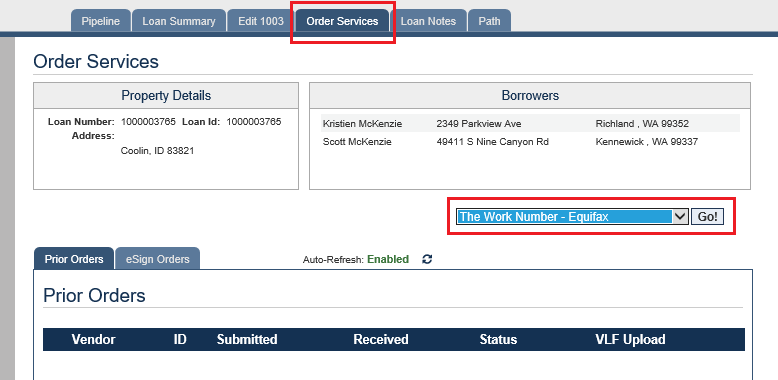 Pipeline Loan Summary Edit 1003 Order Services Loan Notes Path
Order Services
Property Details
Loan Number: 1000003765 Loan Id: 1000003765
Address:
Coolin, ID 83821
Borrowers
Kristien McKenzie 2349 Parkview Ave Richland , WA 99352
Scott McKenzie 49411 S Nine Canyon Rd Kennewick , WA 99337
The Work Number - Equifax Go!
Prior Orders eSign Orders Auto-Refresh: Enabled
Prior Orders
Vendor ID Submitted Received Status VLF Upload